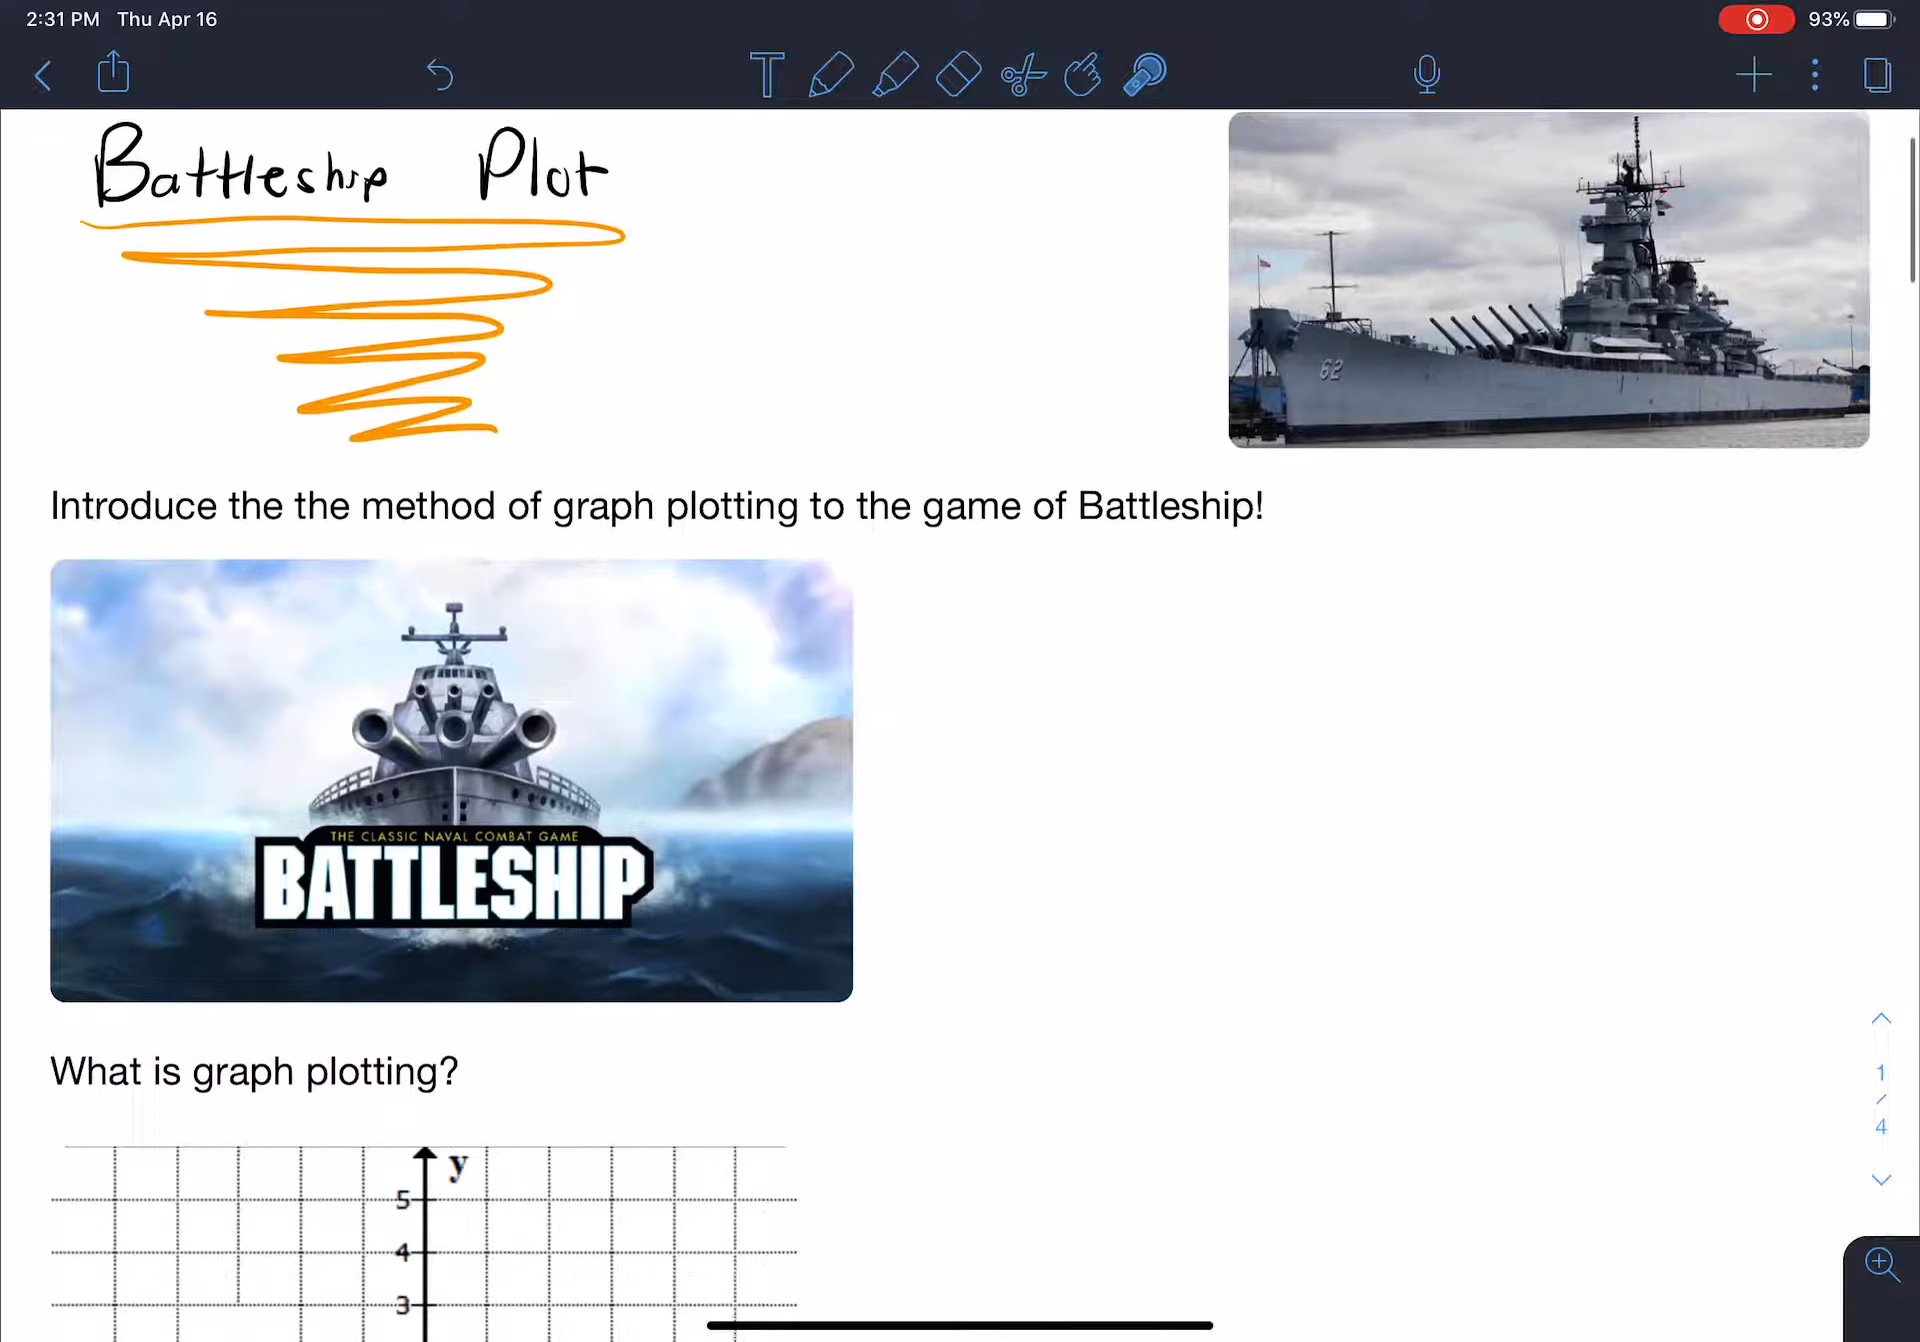 2:31 PM Thu Apr 16
93%
T
Battleship Plot
62
Introduce the the method of graph plotting to the game of Battleship!
THE CLASSIC NAVAL COMBAT GAME
BATTLESHIP
What is graph plotting?
1
/
4
y
5
4
3